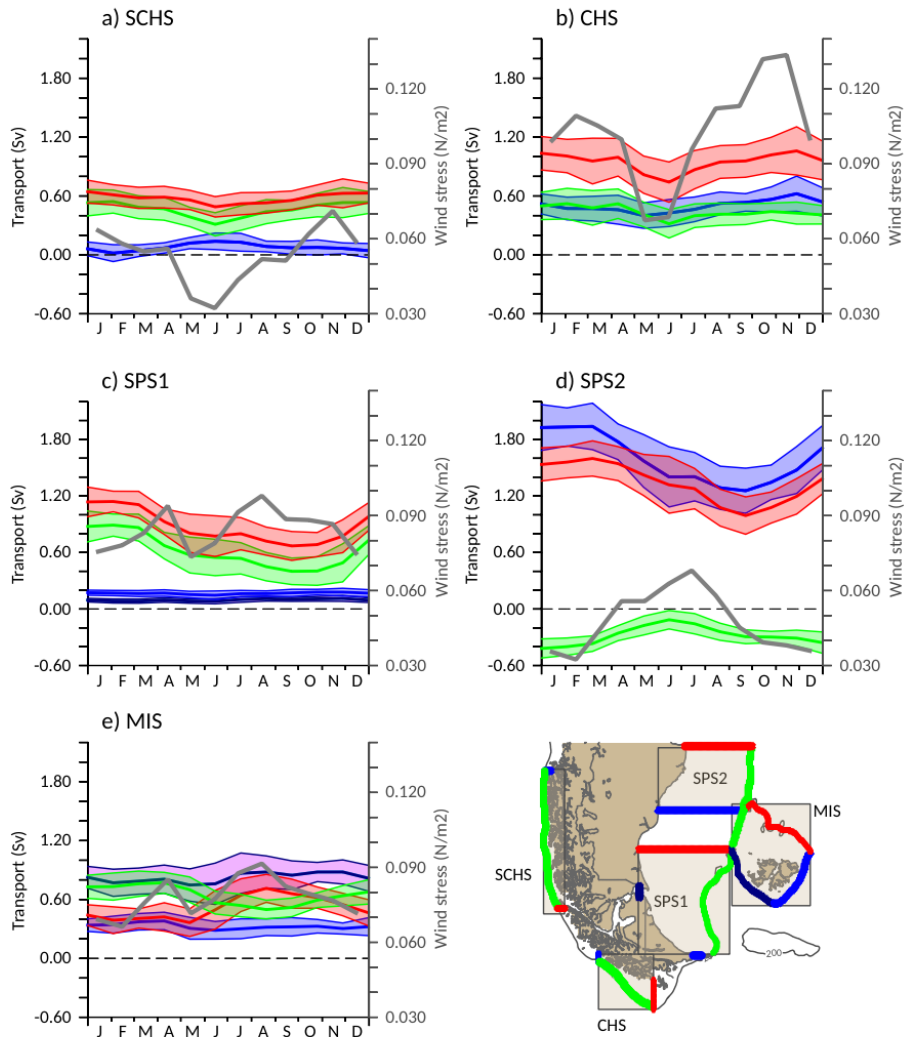 a) SCHS
Transport (Sv)
1.80
1.20
0.60
0.00
-0.60
J F M A M J J A S O N D
0.120
0.090
0.060
0.030
Wind stress (N/m2)
b) CHS
Transport (Sv)
1.80
1.20
0.60
0.00
-0.60
J F M A M J J A S O N D
0.120
0.090
0.060
0.030
Wind stress (N/m2)
c) SPS1
Transport (Sv)
1.80
1.20
0.60
0.00
-0.60
J F M A M J J A S O N D
0.120
0.090
0.060
0.030
Wind stress (N/m2)
d) SPS2
Transport (Sv)
1.80
1.20
0.60
0.00
-0.60
J F M A M J J A S O N D
0.120
0.090
0.060
0.030
Wind stress (N/m2)
e) MIS
Transport (Sv)
1.80
1.20
0.60
0.00
-0.60
J F M A M J J A S O N D
0.120
0.090
0.060
0.030
Wind stress (N/m2)
SPS2
MIS
SCHS
SPS1
200
CHS